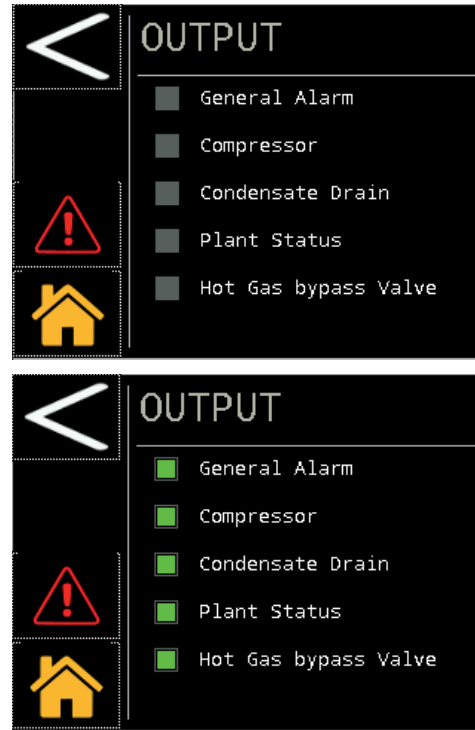 OUTPUT
General Alarm
Compressor
Condensate Drain
Plant Status
Hot Gas bypass Valve
OUTPUT
General Alarm
Compressor
Condensate Drain
Plant Status
Hot Gas bypass Valve